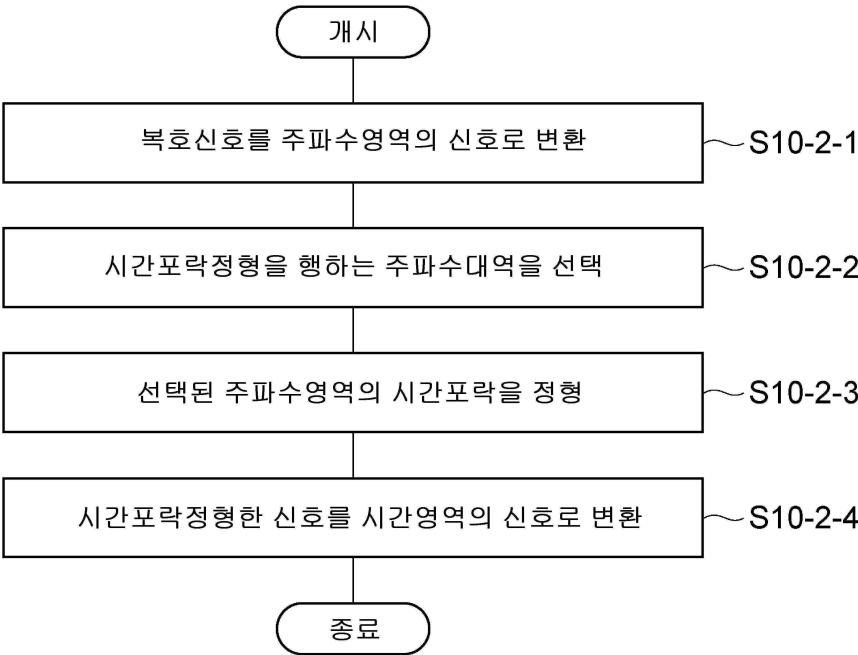 개시
복호신호를 주파수영역의 신호로 변환
S10-2-1
시간포락정형을 행하는 주파수대역을 선택
S10-2-2
선택된 주파수영역의 시간포락을 정형
S10-2-3
시간포락정형한 신호를 시간영역의 신호로 변환
S10-2-4
종료